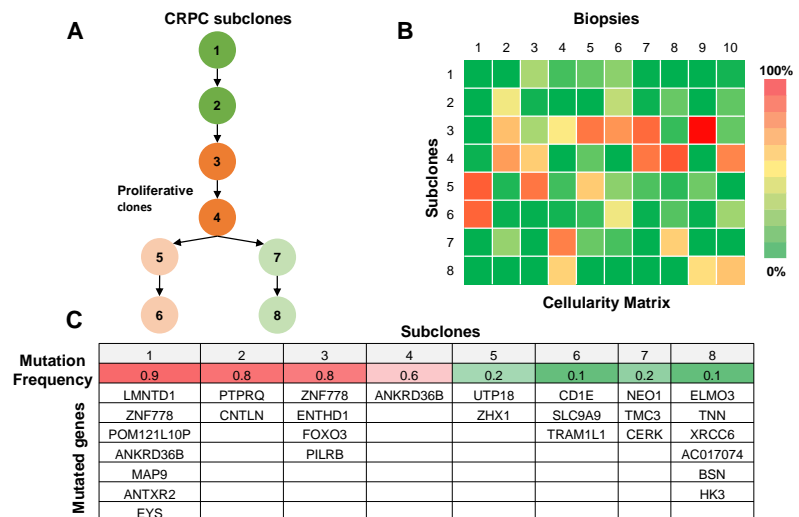 A
CRPC subclones
1
2
3
4
Proliferative
clones
5
7
6
8
B
Biopsies
1 2 3 4 5 6 7 8 9 10
Subclones
1
2
3
4
5
6
7
8
100%
0%
Cellularity Matrix
C
Subclones
1 2 3 4 5 6 7 8
Mutation
Frequency
0.9 0.8 0.8 0.6 0.2 0.1 0.2 0.1
Mutated genes
LMNTD1 PTPRQ ZNF778 ANKRD36B UTP18 CD1E NEO1 ELMO3
ZNF778 CNTLN ENTHD1 ZHX1 SLC9A9 TMC3 TNN
POM121L10P FOXO3 TRAM1L1 CERK XRCC6
ANKRD36B PILRB AC017074
MAP9 BSN
ANTXR2 HK3
EYS